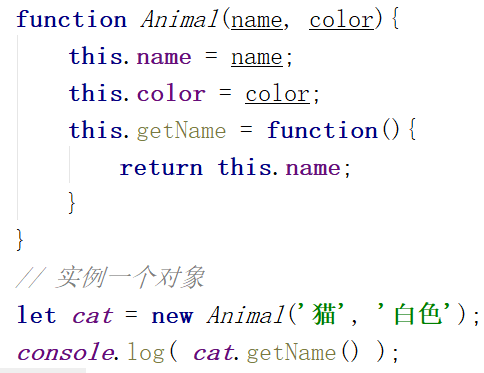 function Animal(name, color){
    this.name = name;
    this.color = color;
    this.getName = function(){
        return this.name;
    }
}
// 实例一个对象
let cat = new Animal('猫', '白色');
console.log( cat.getName() );